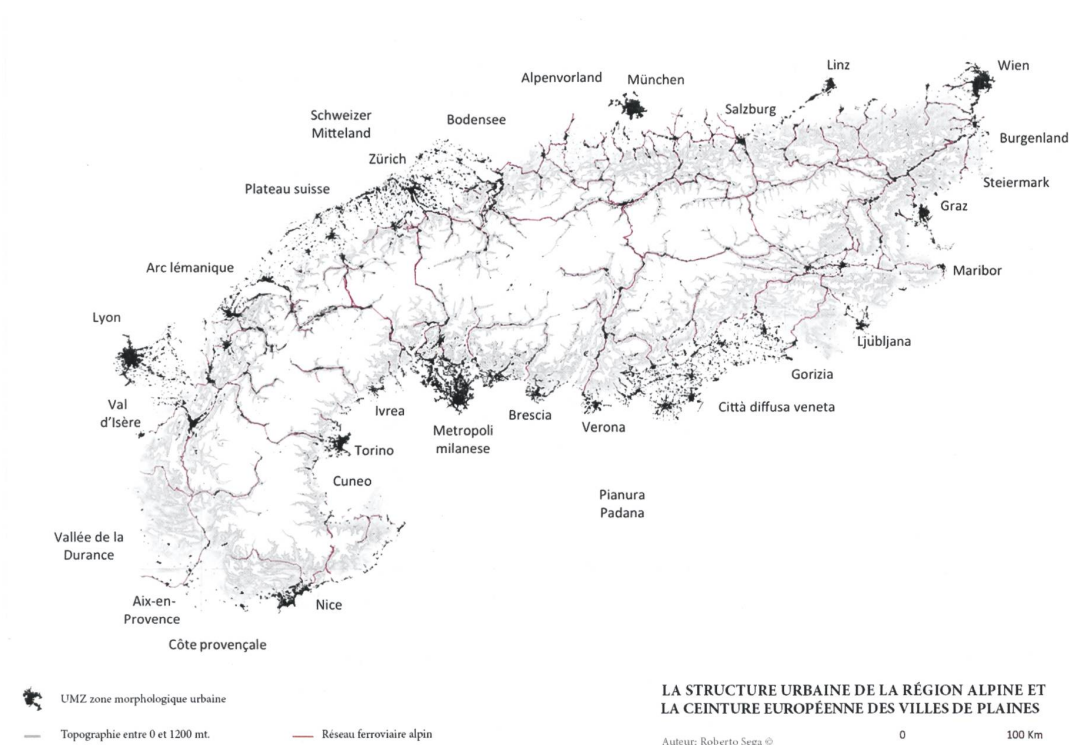 Linz
Wien
Alpenvorland
München
Salzburg
Schweizer
Mitteland
Bodensee
Burgenland
Zürich
Steiermark
Plateau suisse
Graz
Arc lémanique
Maribor
Lyon
Ljubljana
Gorizia
Val
d'Isère
Ivrea
Brescia
Città diffusa veneta
Metropoli
milanese
Verona
Torino
Cuneo
Pianura
Padana
Vallée de la
Durance
Aix-en-
Provence
Nice
Côte provençale
UMZ zone morphologique urbaine
Topographie entre 0 et 1200 mt.
Réseau ferroviaire alpin
LA STRUCTURE URBAINE DE LA RÉGION ALPINE ET
LA CEINTURE EUROPÉENNE DES VILLES DE PLAINES
Auteur: Roberto Sega ©
0
100 Km